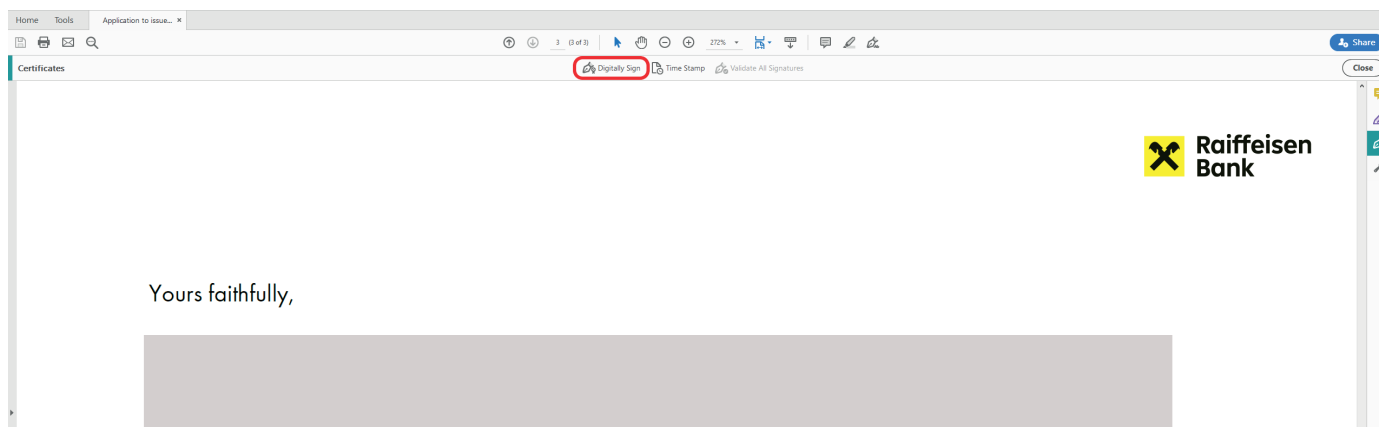 Home Tools Application to issue... ×
3 (3 of 3) 272% Share
Certificates Digitally Sign Time Stamp Validate All Signatures Close
Raiffeisen
Bank
Yours faithfully,